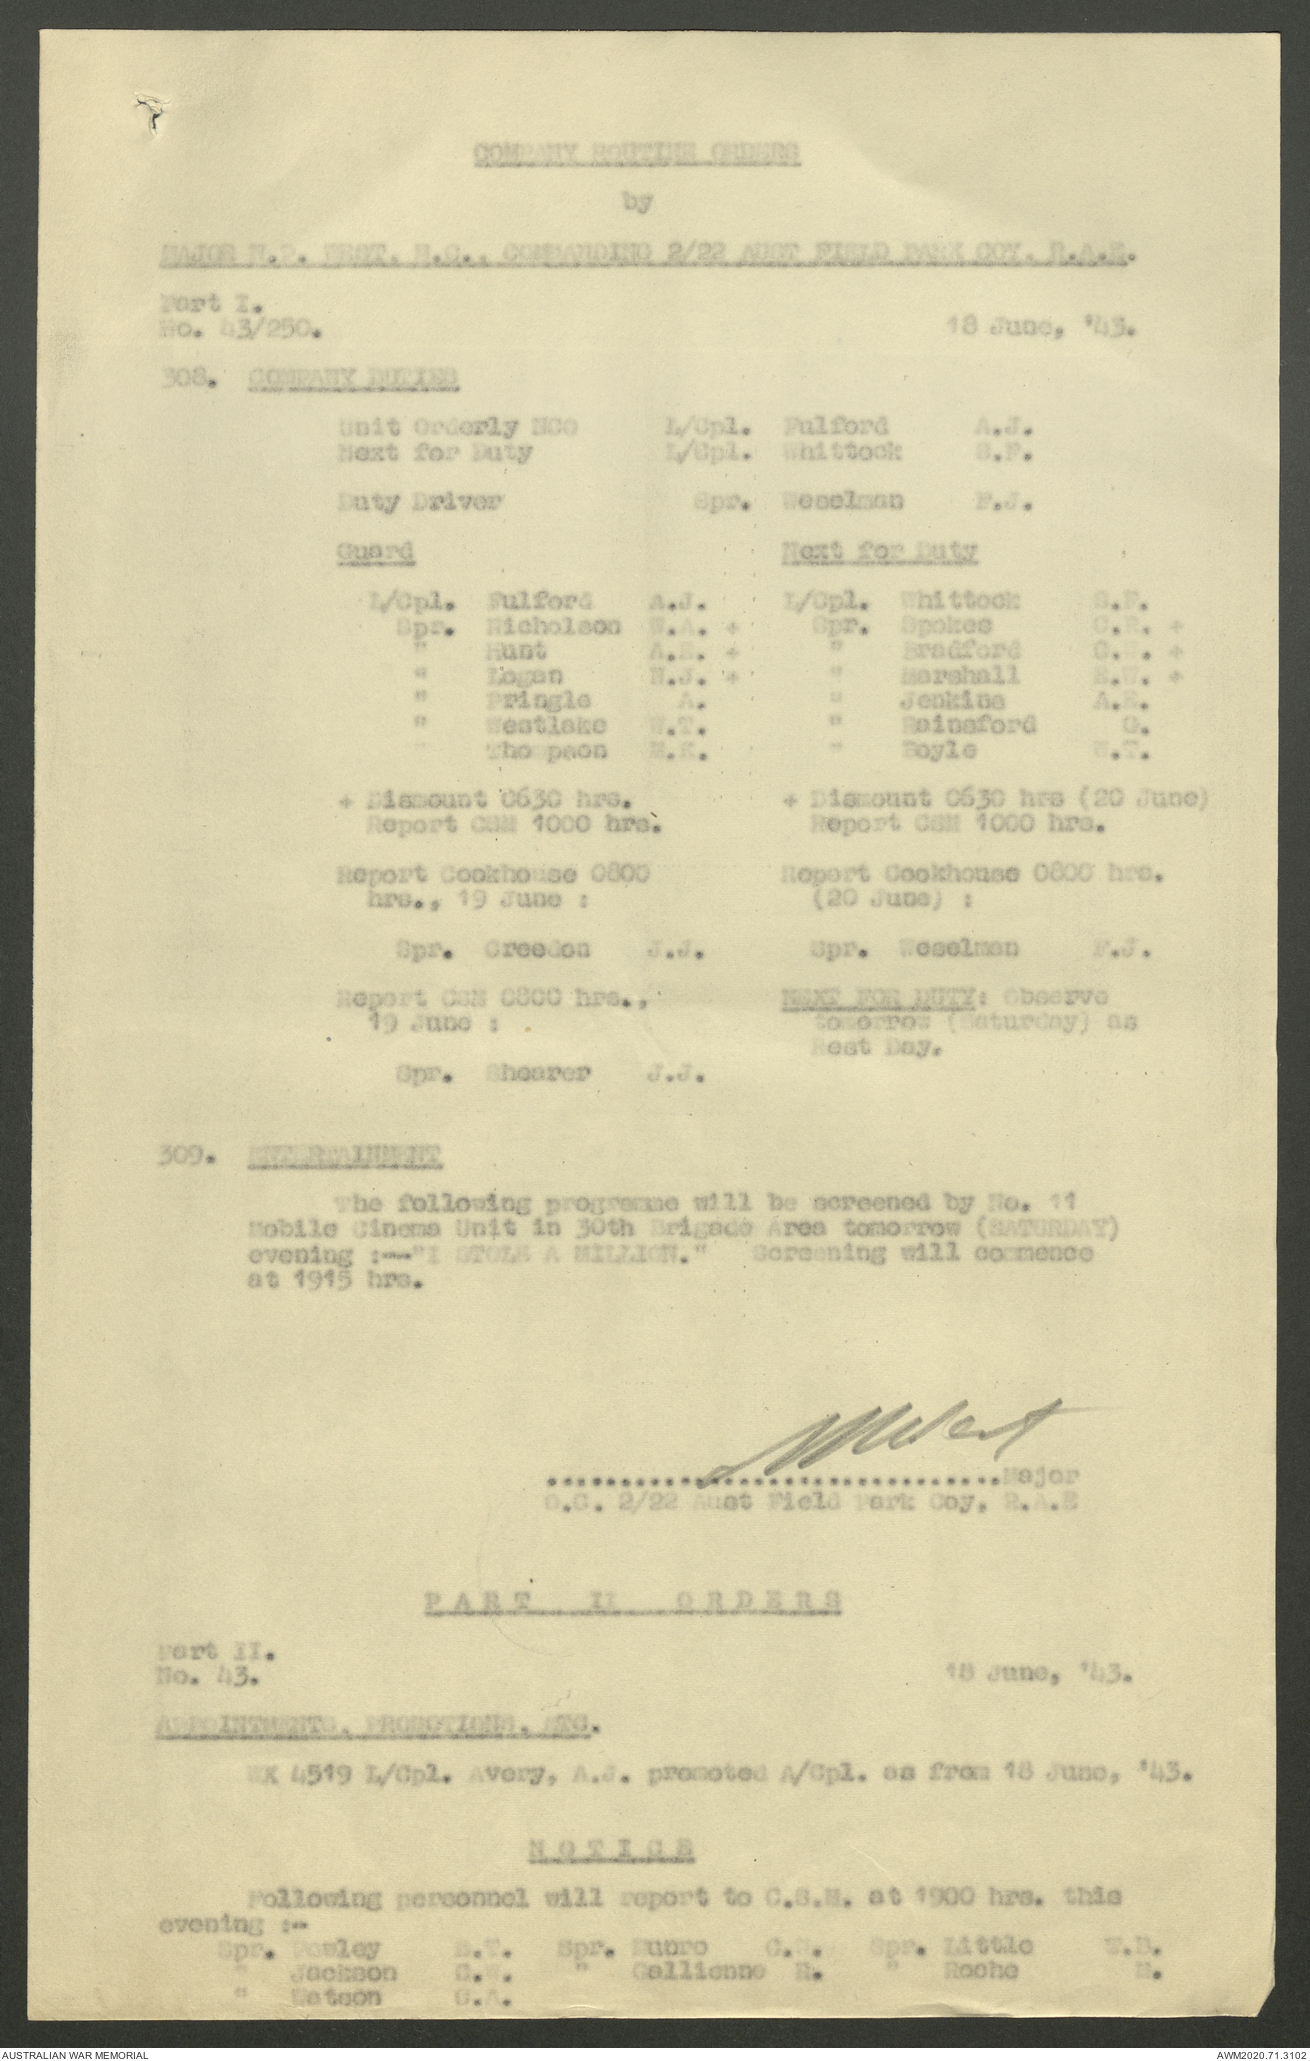 COMPANY ROUTINE ORDERS
by
MAJOR N.P. WEST, M.C., COMMANDING 2/22 AUST FIELD PARK COY, R.A.E.
Part I.
No. 43/250. 18 June, '43.
308. COMPANY DUTIES
Unit Orderly NCO L/Cpl. Fulford A.J.
Next for Duty L/Cpl. Whittock S.F.
Duty Driver Spr. Weselman F.J.
Guard Next for Duty
L/Cpl. Fulford A.J. L/Cpl. Whittock S.F.
Spr. Nicholson W.A. + Spr. Spokes C.R. +
" Hunt A.E. + " Bradford +
" Logan N.J. + " Marshall E.W. +
" Pringle A. " Jenkins A.E.
" Westlake W.T. " Rainsford G.
" Thompson M.K. " Boyle W.T.
+ Dismount 0630 hrs. + Dismount 0630 hrs (20 June)
Report CSM 1000 hrs. Report CSM 1000 hrs.
Report Cookhouse 0800 Report Cookhouse 0800 hrs.
hrs., 19 June : (20 June) :
Spr. Creedon J.J. Spr. Weselman F.J.
Report CSM 0800 hrs., NEXT FOR DUTY: Observe
19 June : tomorrow (Saturday) as
Rest Day.
Spr. Shearer J.J.
309. ENTERTAINMENT
The following programme will be screened by No. 11
Mobile Cinema Unit in 30th Brigade Area tomorrow (SATURDAY)
evening :--"I STOLE A MILLION." Screening will commence
at 1915 hrs.
...............................Major
O.C. 2/22 Aust Field Park Coy, R.A.E
PART II ORDERS
Part II.
No. 43. 18 June, '43.
APPOINTMENTS, PROMOTIONS, ETC.
WX 4519 L/Cpl. Avery, A.J. promoted A/Cpl. as from 18 June, '43.
NOTICE
Following personnel will report to C.S.M. at 1900 hrs. this
evening :-
Spr. E.T. Spr. Munro Spr. Little
" Jackson C.W. " Gallienne R. " Roche
" Watson G.A.
AUSTRALIAN WAR MEMORIAL AWM2020.71.3102